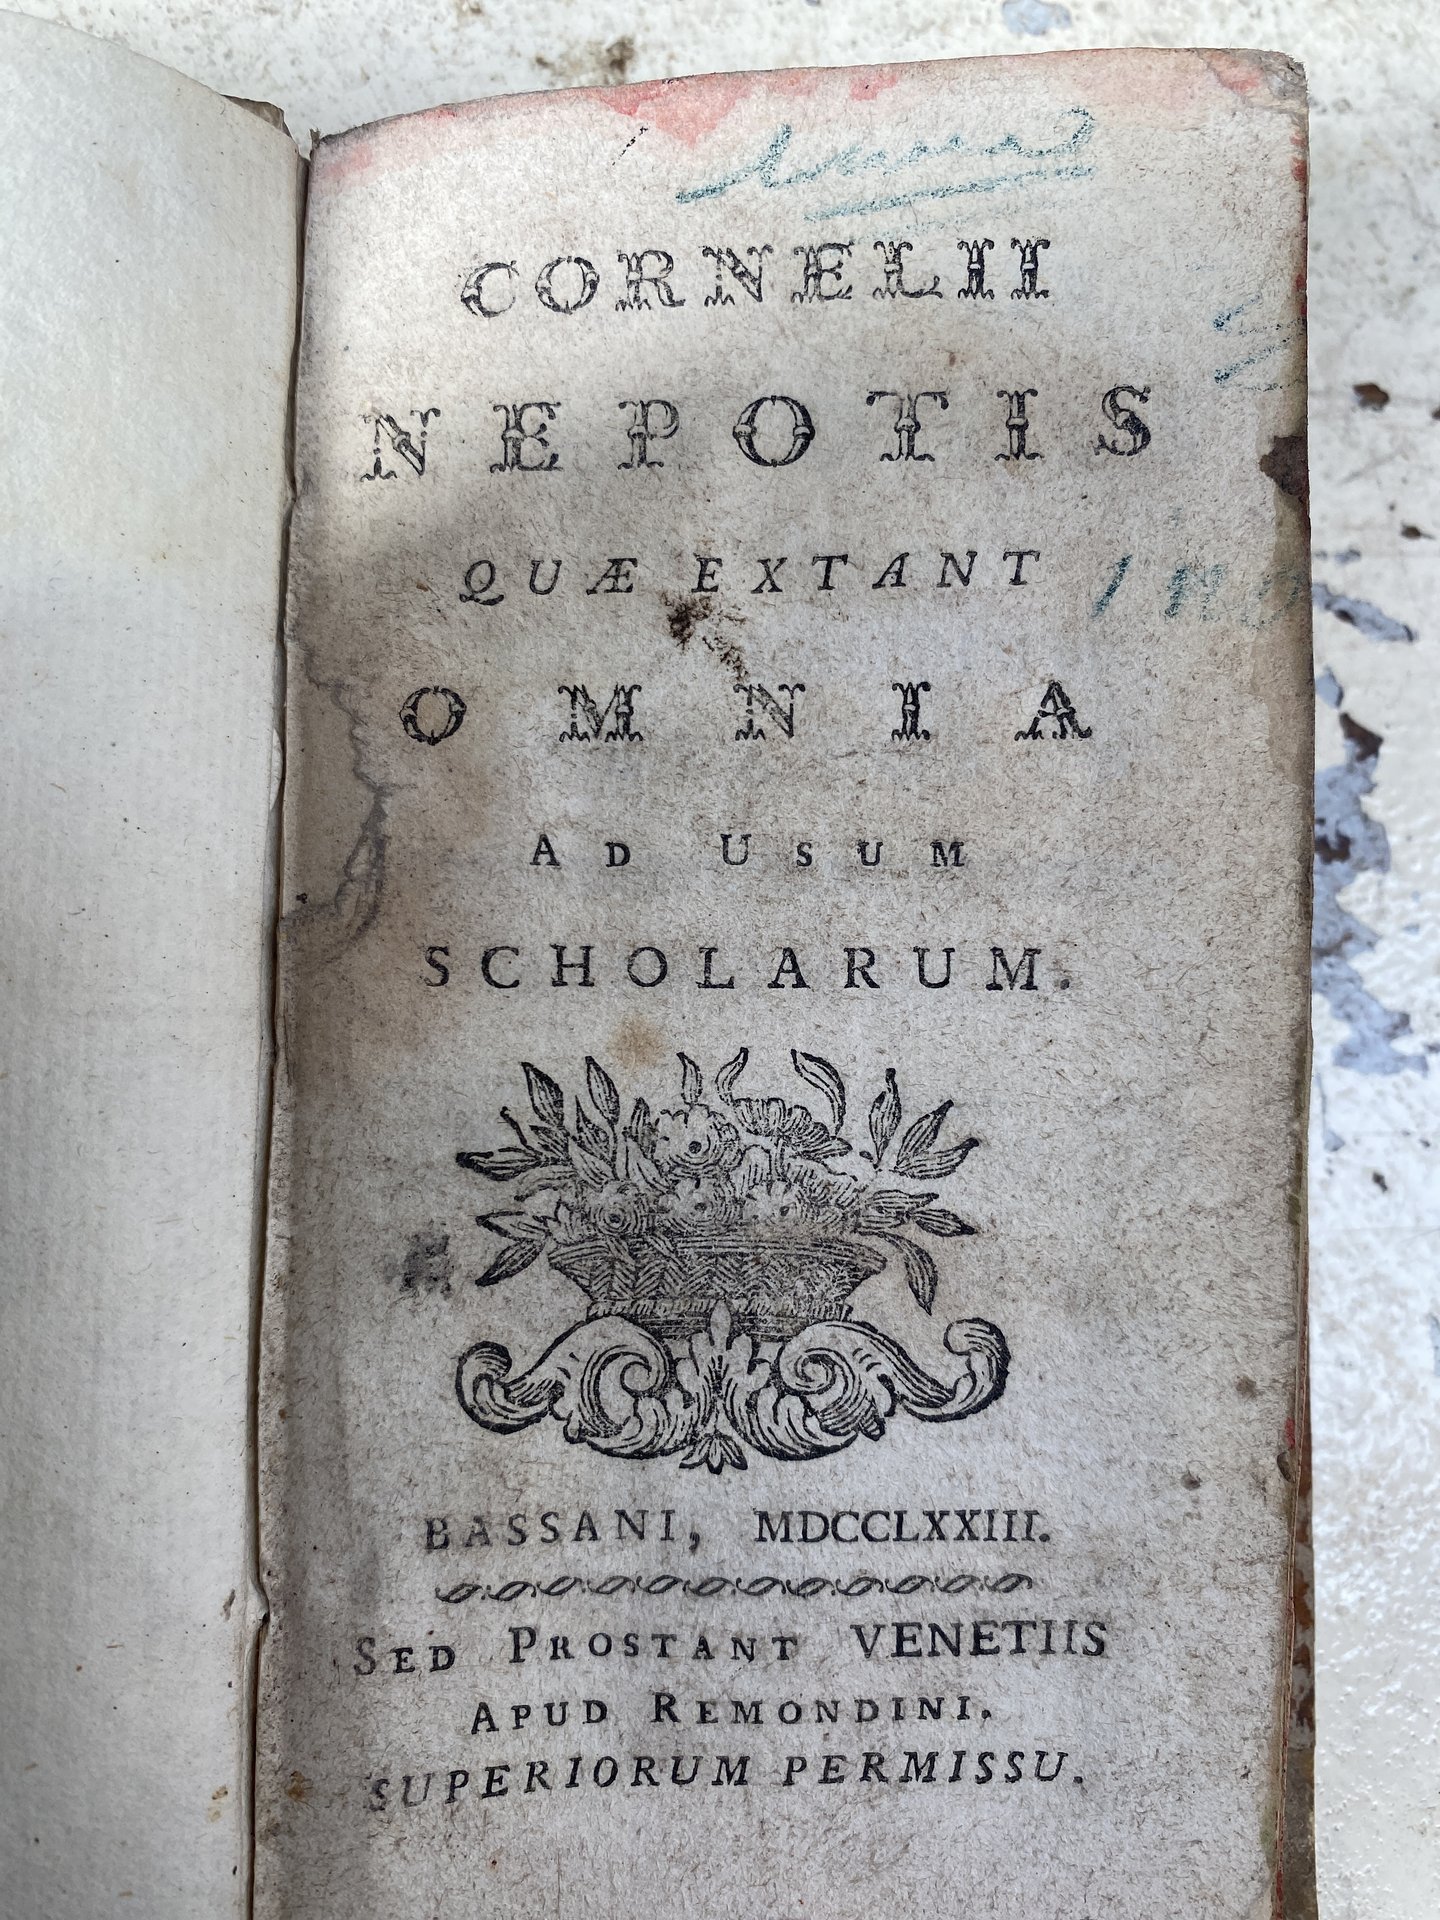 CORNELII
NEPOTIS
QUÆ EXTANT
OMNIA
AD USUM
SCHOLARUM.
BASSANI, MDCCLXXIII.
SED PROSTANT VENETIIS
APUD REMONDINI.
SUPERIORUM PERMISSU.